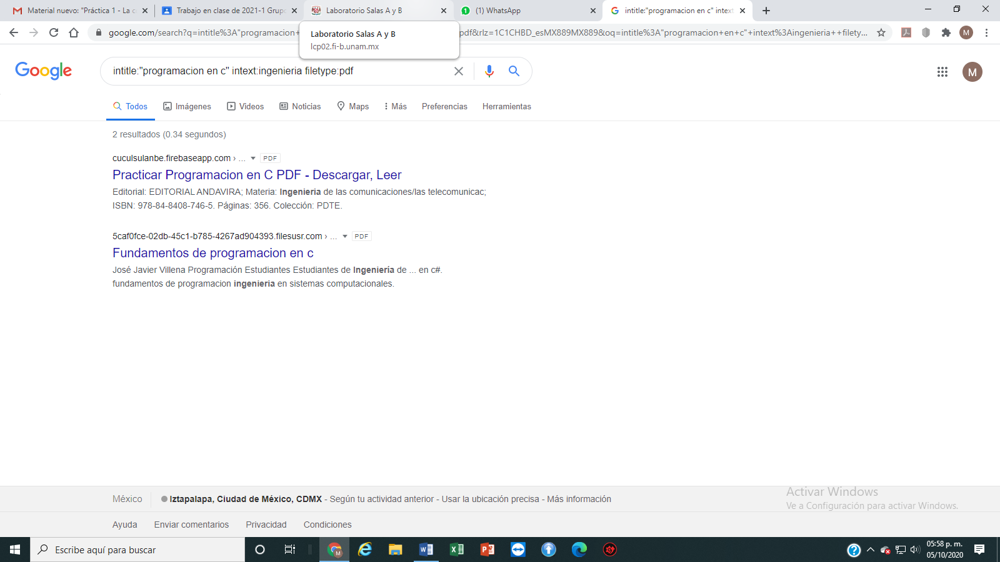 Material nuevo: "Práctica 1 - La c
Trabajo en clase de 2021-1 Grup
Laboratorio Salas A y B
(1) WhatsApp
intitle:"programacion en c" intext
google.com/search?q=intitle%3A"programacion+
pdf&rlz=1C1CHBD_esMX889MX889&oq=intitle%3A"programacion+en+c"+intext%3Aingenieria++filety...
M
Laboratorio Salas A y B
lcp02.fi-b.unam.mx
Google
intitle:"programacion en c" intext:ingenieria filetype:pdf
M
Todos
Imágenes
Videos
Noticias
Maps
Más
Preferencias
Herramientas
2 resultados (0.34 segundos)
cuculsulanbe.firebaseapp.com › ... PDF
Practicar Programacion en C PDF - Descargar, Leer
Editorial: EDITORIAL ANDAVIRA; Materia: Ingenieria de las comunicaciones/las telecomunicac;
ISBN: 978-84-8408-746-5. Páginas: 356. Colección: PDTE.
5caf0fce-02db-45c1-b785-4267ad904393.filesusr.com › ... PDF
Fundamentos de programacion en c
José Javier Villena Programación Estudiantes Estudiantes de Ingeniería de ... en c#.
fundamentos de programacion ingenieria en sistemas computacionales.
Activar Windows
Ve a Configuración para activar Windows.
México
Iztapalapa, Ciudad de México, CDMX - Según tu actividad anterior - Usar la ubicación precisa - Más información
Ayuda
Enviar comentarios
Privacidad
Condiciones
Escribe aquí para buscar
05:58 p. m.
05/10/2020